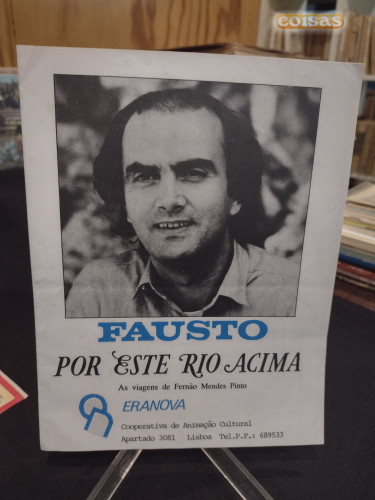 coisas
FAUSTO
POR ESTE RIO ACIMA
As viagens de Fernão Mendes Pinto
ERANOVA
Cooperativa de Animação Cultural
Apartado 3081 Lisboa Tel.P.F.: 689533